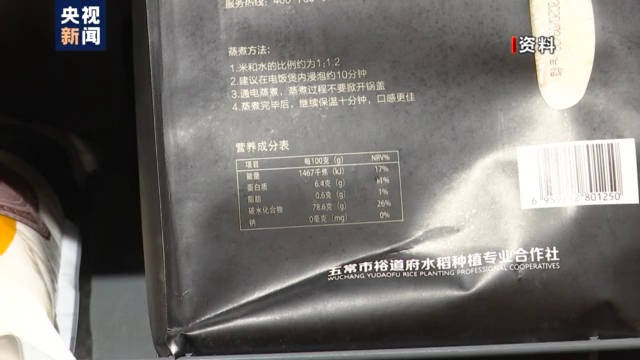 央视
新闻
资料
服务热线：400-
蒸煮方法：
1.米和水的比例约为1:1.2
2.建议在电饭煲内浸泡约10分钟
3.通电蒸煮，蒸煮过程不要掀开锅盖
4.蒸煮完毕后，继续保温十分钟，口感更佳
营养成分表
项目 每100克 (g) NRV%
能量 1467千焦 (kJ) 17%
蛋白质 6.4克 (g)
脂肪 0.6克 (g) 1%
碳水化合物 78.6克 (g) 26%
钠 0毫克 (mg) 0%
801250
五常市裕道府水稻种植专业合作社
WUCHANG YUDAOFU RICE PLANTING PROFESSIONAL COOPERATIVES